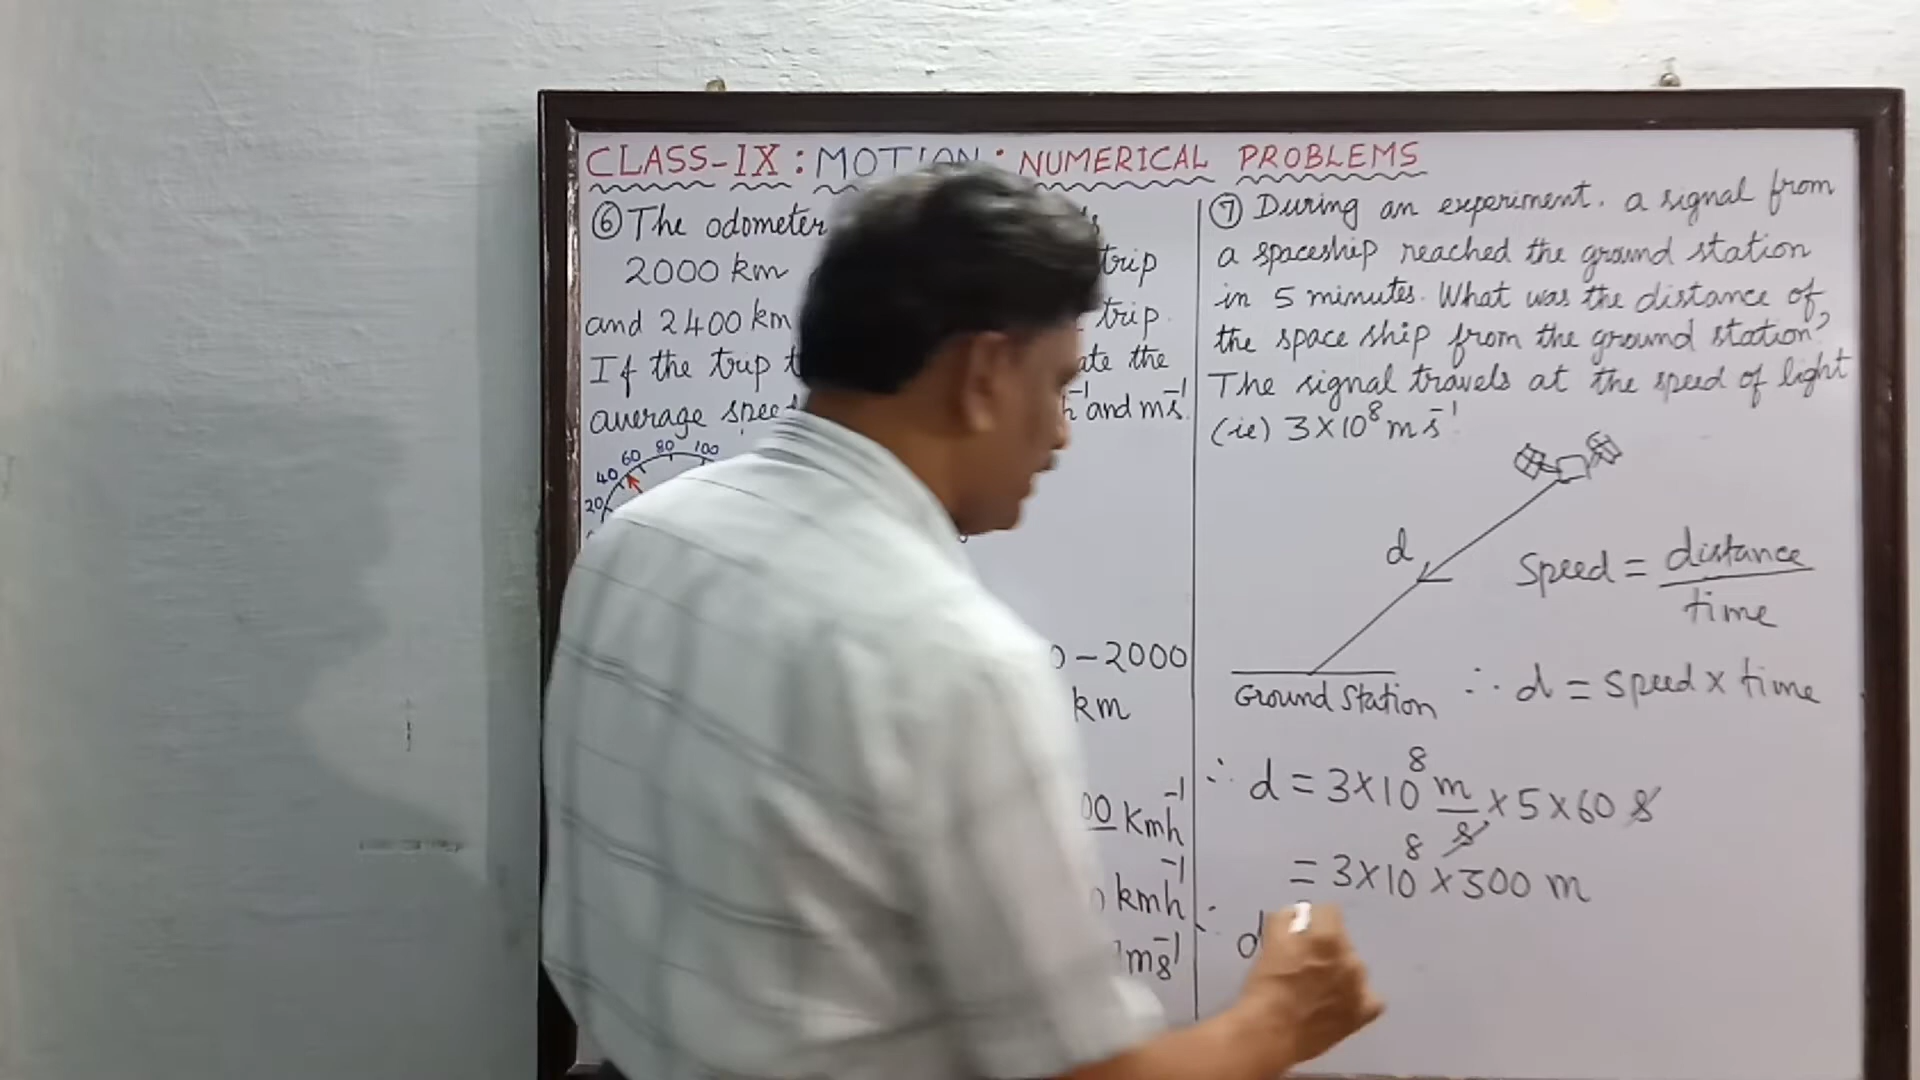 CLASS-IX : MOTION : NUMERICAL PROBLEMS
⑥ The odometer
2000 km trip
and 2400 km trip.
If the trip ate the
average spee h⁻¹ and ms⁻¹.
20 40 60 80 100
-2000
km
00 Kmh⁻¹
kmh⁻¹
ms⁻¹
⑦ During an experiment. a signal from
a spaceship reached the ground station
in 5 minutes. What was the distance of
the space ship from the ground station?
The signal travels at the speed of light
(ie) 3×10⁸ m s⁻¹.
d
Speed = distance / time
Ground Station
∴ d = speed × time
∴ d = 3×10⁸ m/s × 5 × 60 s
= 3×10⁸ × 300 m
∴ d